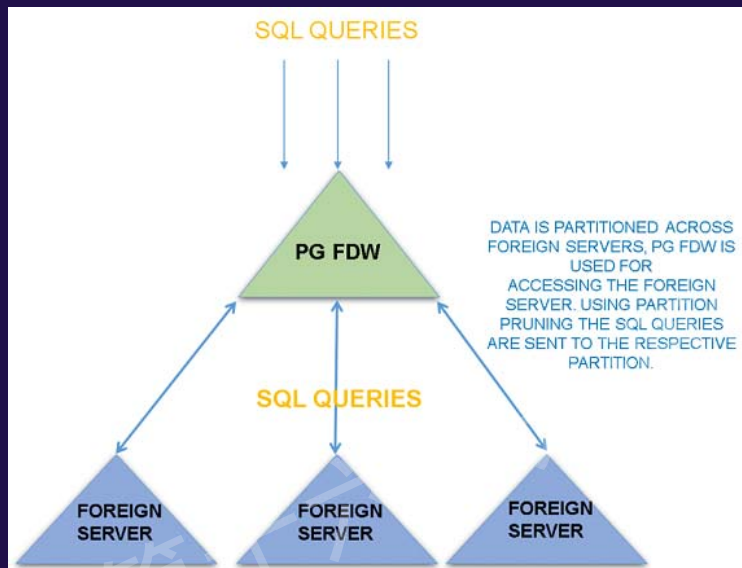 SQL QUERIES
PG FDW
DATA IS PARTITIONED ACROSS
FOREIGN SERVERS, PG FDW IS
USED FOR
ACCESSING THE FOREIGN
SERVER. USING PARTITION
PRUNING THE SQL QUERIES
ARE SENT TO THE RESPECTIVE
PARTITION.
SQL QUERIES
FOREIGN
SERVER
FOREIGN
SERVER
FOREIGN
SERVER